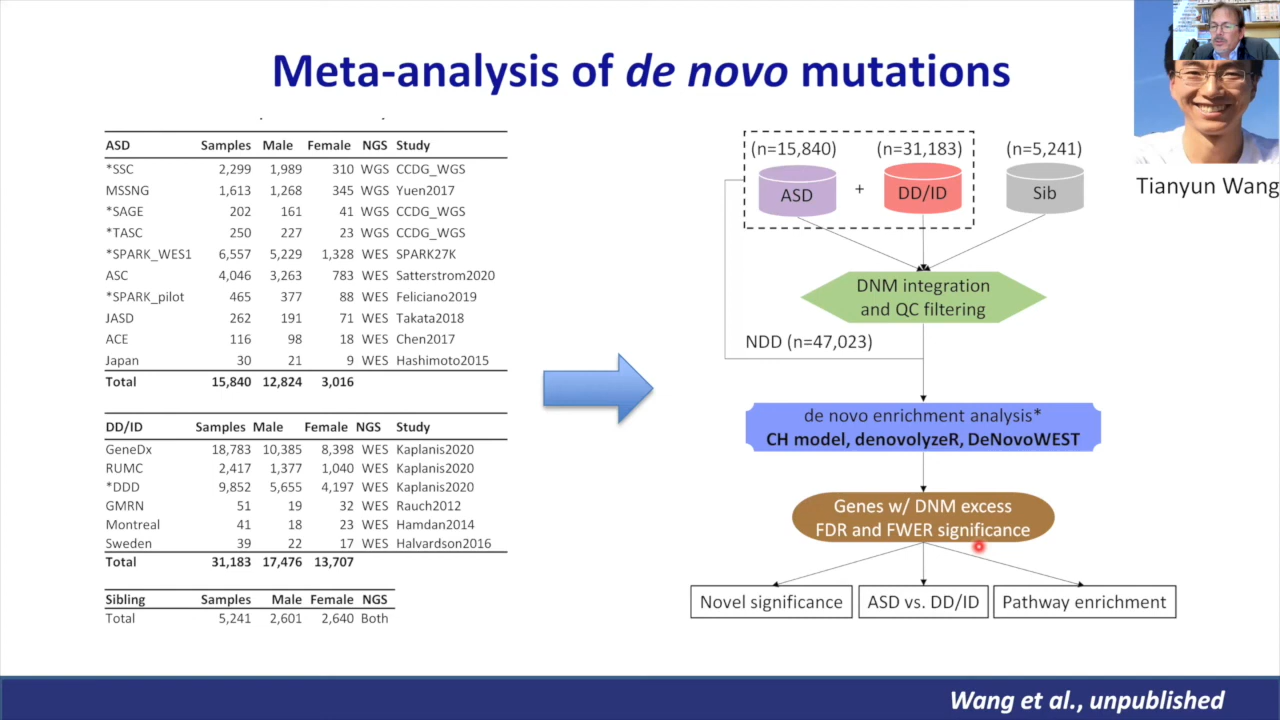 Meta-analysis of de novo mutations
ASD Samples Male Female NGS Study
*SSC 2,299 1,989 310 WGS CCDG_WGS
MSSNG 1,613 1,268 345 WGS Yuen2017
*SAGE 202 161 41 WGS CCDG_WGS
*TASC 250 227 23 WGS CCDG_WGS
*SPARK_WES1 6,557 5,229 1,328 WES SPARK27K
ASC 4,046 3,263 783 WES Satterstrom2020
*SPARK_pilot 465 377 88 WES Feliciano2019
JASD 262 191 71 WES Takata2018
ACE 116 98 18 WES Chen2017
Japan 30 21 9 WES Hashimoto2015
Total 15,840 12,824 3,016
DD/ID Samples Male Female NGS Study
GeneDx 18,783 10,385 8,398 WES Kaplanis2020
RUMC 2,417 1,377 1,040 WES Kaplanis2020
*DDD 9,852 5,655 4,197 WES Kaplanis2020
GMRN 51 19 32 WES Rauch2012
Montreal 41 18 23 WES Hamdan2014
Sweden 39 22 17 WES Halvardson2016
Total 31,183 17,476 13,707
Sibling Samples Male Female NGS
Total 5,241 2,601 2,640 Both
(n=15,840) (n=31,183) (n=5,241)
ASD + DD/ID Sib
DNM integration
and QC filtering
NDD (n=47,023)
de novo enrichment analysis*
CH model, denovolyzeR, DeNovoWEST
Genes w/ DNM excess
FDR and FWER significance
Novel significance ASD vs. DD/ID Pathway enrichment
Tianyun Wang
Wang et al., unpublished